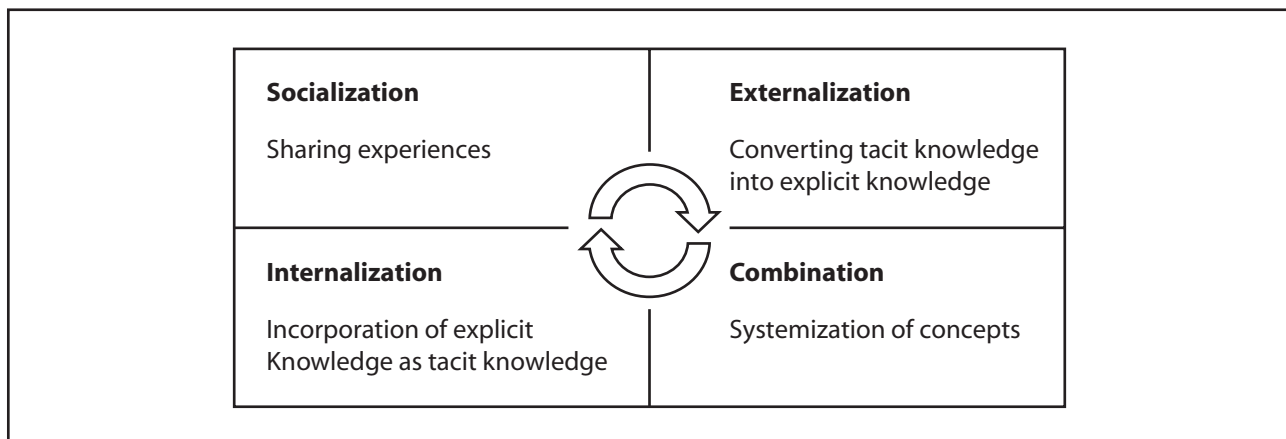 Socialization
Sharing experiences
Externalization
Converting tacit knowledge
into explicit knowledge
Internalization
Incorporation of explicit
Knowledge as tacit knowledge
Combination
Systemization of concepts